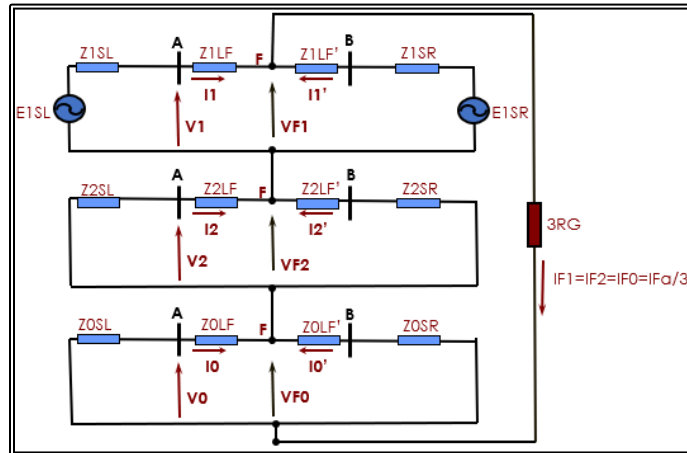 Z1SL A Z1LF F Z1LF' B Z1SR
E1SL I1 I1' E1SR
V1 VF1
Z2SL A Z2LF F Z2LF' B Z2SR
I2 I2' 3RG
V2 VF2 IF1=IF2=IF0=IFa/3
Z0SL A Z0LF F Z0LF' B Z0SR
I0 I0'
V0 VF0